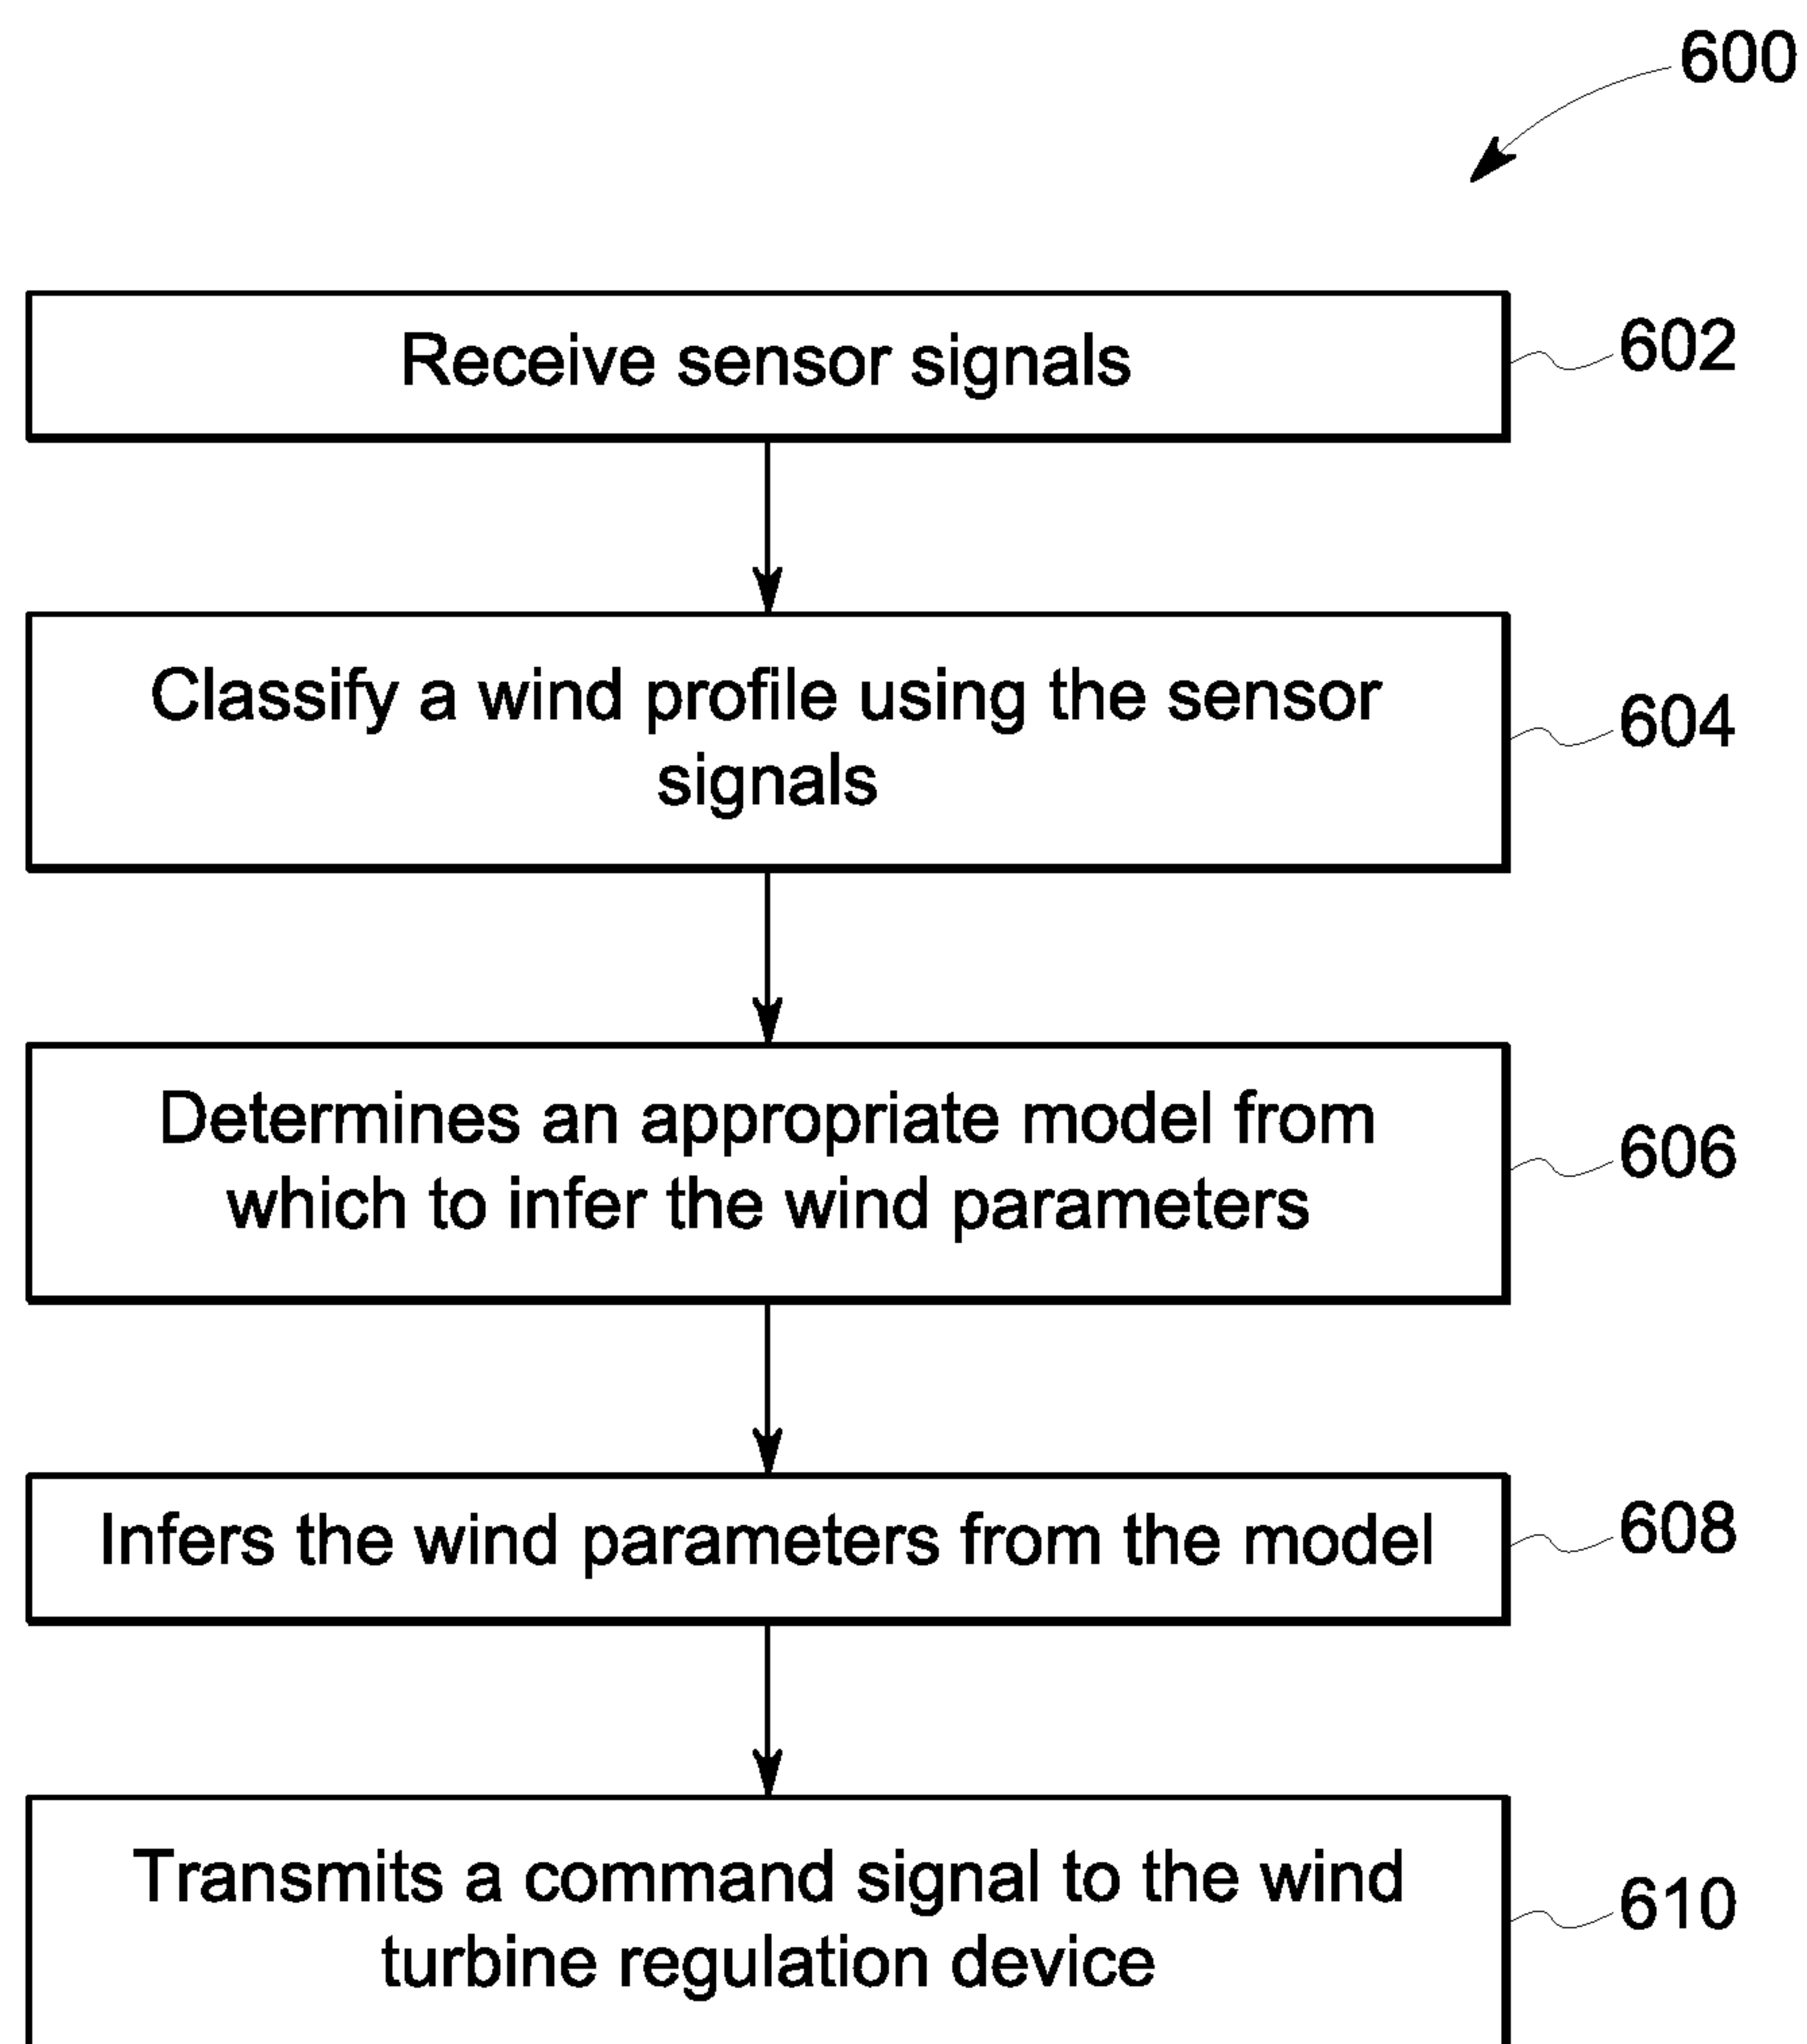 600
Receive sensor signals
602
Classify a wind profile using the sensor
signals
604
Determines an appropriate model from
which to infer the wind parameters
606
Infers the wind parameters from the model
608
Transmits a command signal to the wind
turbine regulation device
610